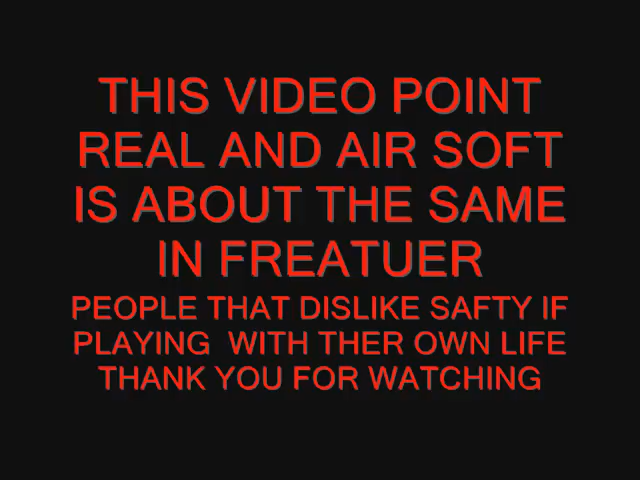 THIS VIDEO POINT
REAL AND AIR SOFT
IS ABOUT THE SAME
IN FREATUER
PEOPLE THAT DISLIKE SAFTY IF
PLAYING  WITH THER OWN LIFE
THANK YOU FOR WATCHING